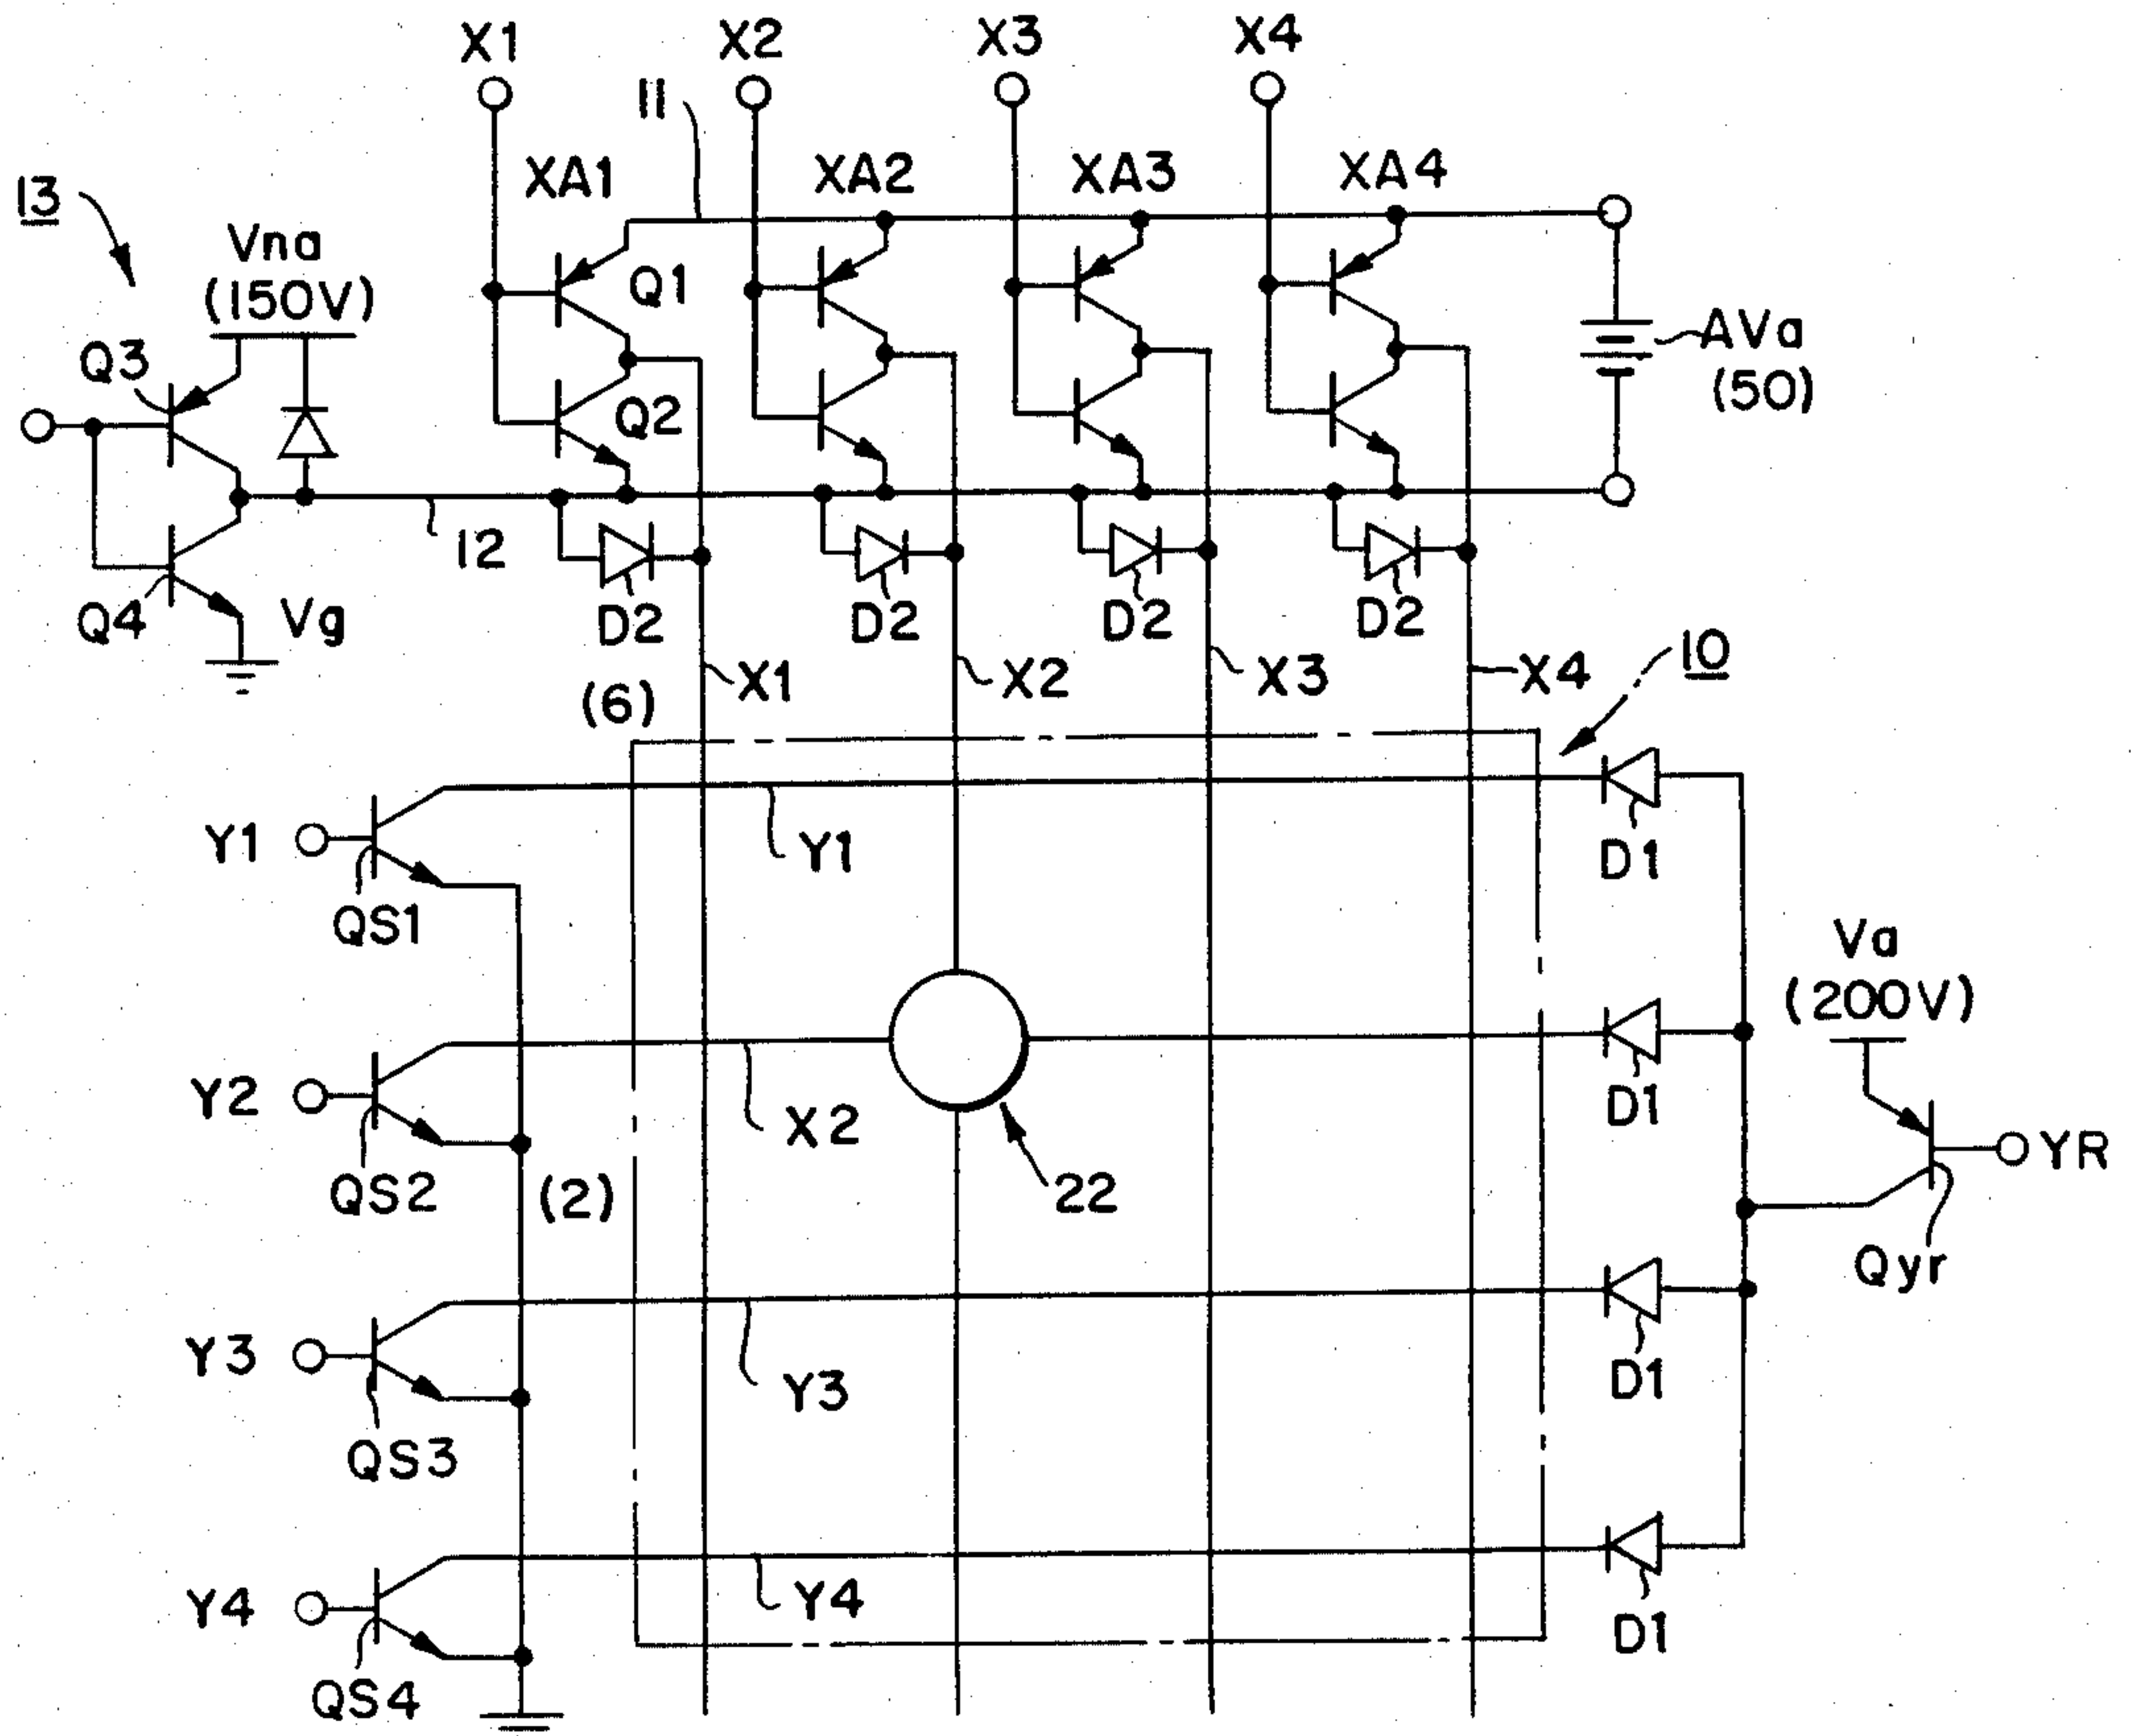 X1 X2 X3 X4
11
XA1 XA2 XA3 XA4
13
Vna
(150V)
Q1
AVa
(50)
Q3
Q2
12
Q4
Vg
D2 D2 D2 D2
10
X1 X2 X3 X4
(6)
Y1
Y1
D1
QS1
Va
(200V)
Y2
X2
D1
YR
QS2
(2)
22
Qyr
Y3
Y3
D1
QS3
Y4
Y4
D1
QS4